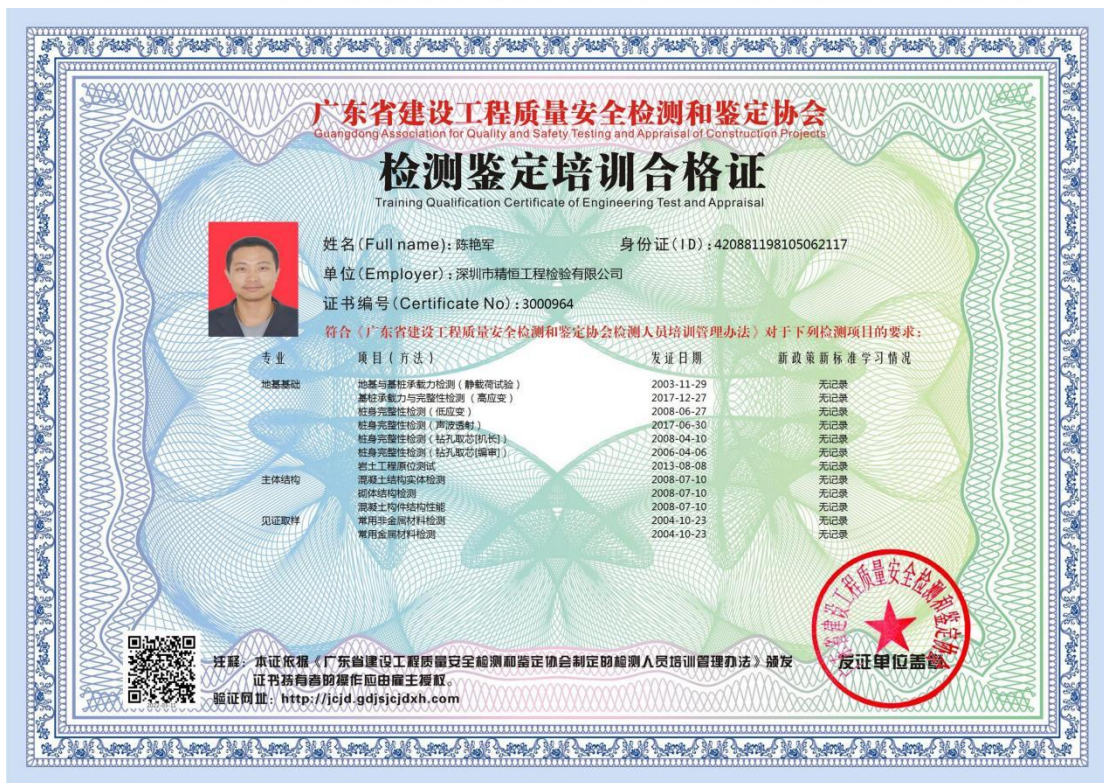 广东省建设工程质量安全检测和鉴定协会
Guangdong Association for Quality and Safety Testing and Appraisal of Construction Projects
检测鉴定培训合格证
Training Qualification Certificate of Engineering Test and Appraisal
姓名(Full name):陈艳军 身份证(ID):420881198105062117
单位(Employer):深圳市精恒工程检验有限公司
证书编号(Certificate No):3000964
符合《广东省建设工程质量安全检测和鉴定协会检测人员培训管理办法》对于下列检测项目的要求:
专业 项目(方法) 发证日期 新政策新标准学习情况
地基基础 地基与基桩承载力检测(静载荷试验) 2003-11-29 无记录
基桩承载力与完整性检测(高应变) 2017-12-27 无记录
桩身完整性检测(低应变) 2008-06-27 无记录
桩身完整性检测(声波透射) 2017-06-30 无记录
桩身完整性检测(钻孔取芯[机长]) 2008-04-10 无记录
桩身完整性检测(钻孔取芯[编审]) 2006-04-06 无记录
岩土工程原位测试 2013-08-08 无记录
主体结构 混凝土结构实体检测 2008-07-10 无记录
砌体结构检测 2008-07-10 无记录
混凝土构件结构性能 2008-07-10 无记录
见证取样 常用非金属材料检测 2004-10-23 无记录
常用金属材料检测 2004-10-23 无记录
注释:本证依据《广东省建设工程质量安全检测和鉴定协会制定的检测人员培训管理办法》颁发
证书持有者的操作应由雇主授权。
验证网址:http://jcjd.gdjsjcjdxh.com
省建设工程质量安全检测和鉴定协会
发证单位盖章